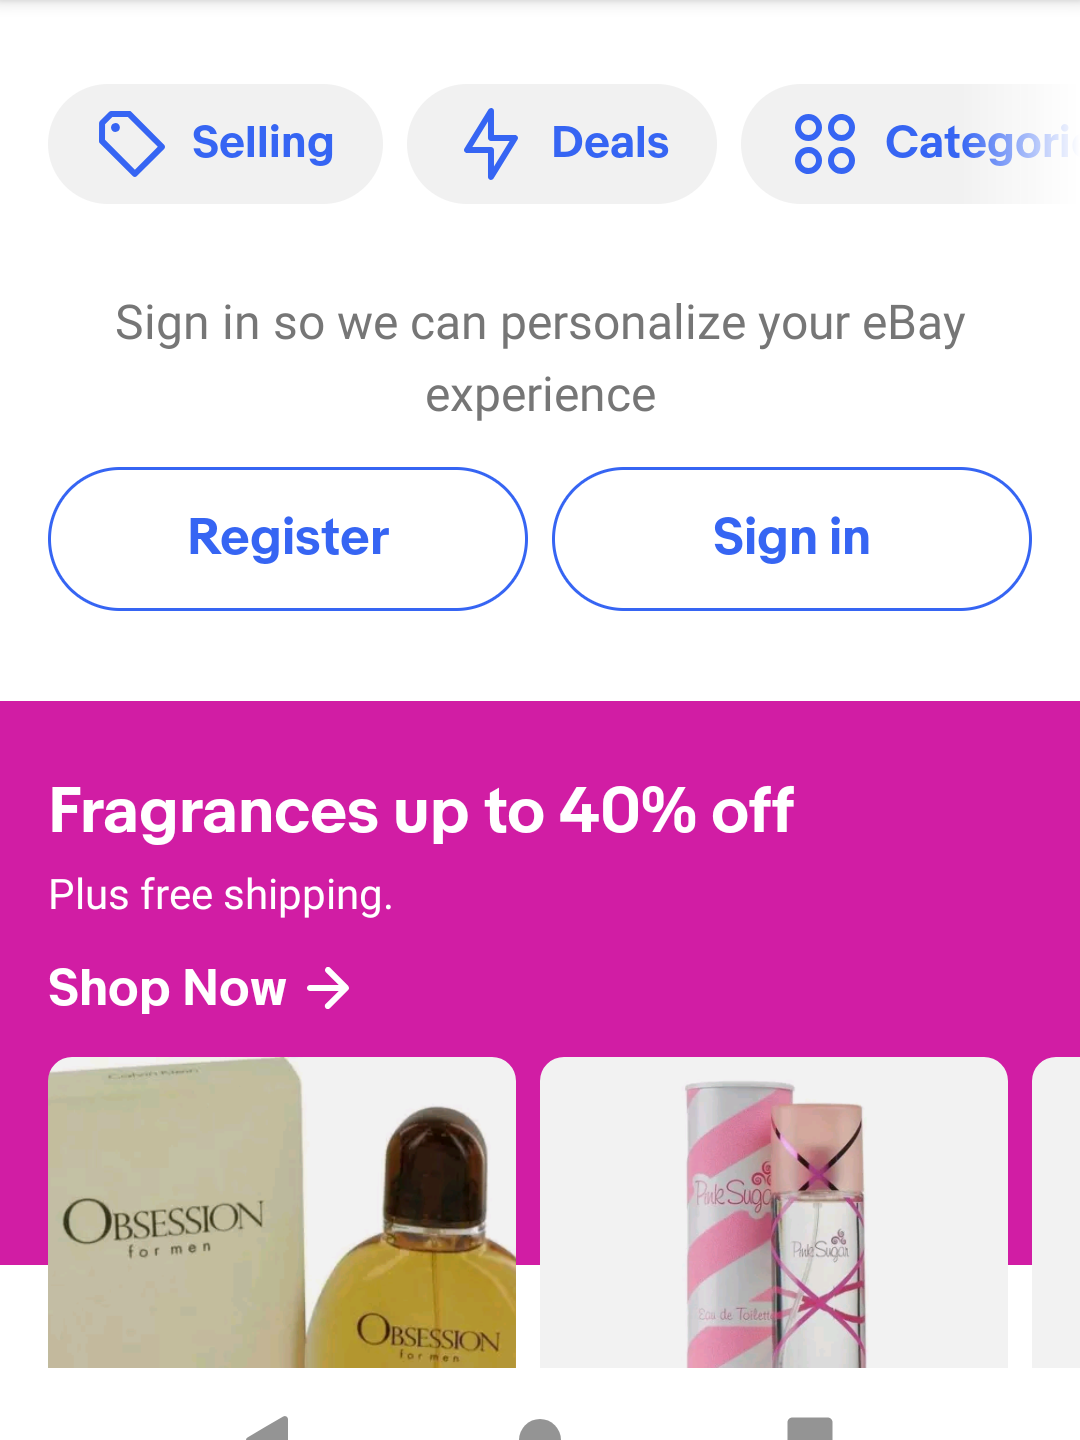 Selling
Deals
Categori
Sign in so we can personalize your eBay
experience
Register
Sign in
Fragrances up to 40% off
Plus free shipping.
Shop Now
Calvin Klein
OBSESSION
for men
OBSESSION
for men
Pink Sugar
Eau de Toilette
Pink Sugar